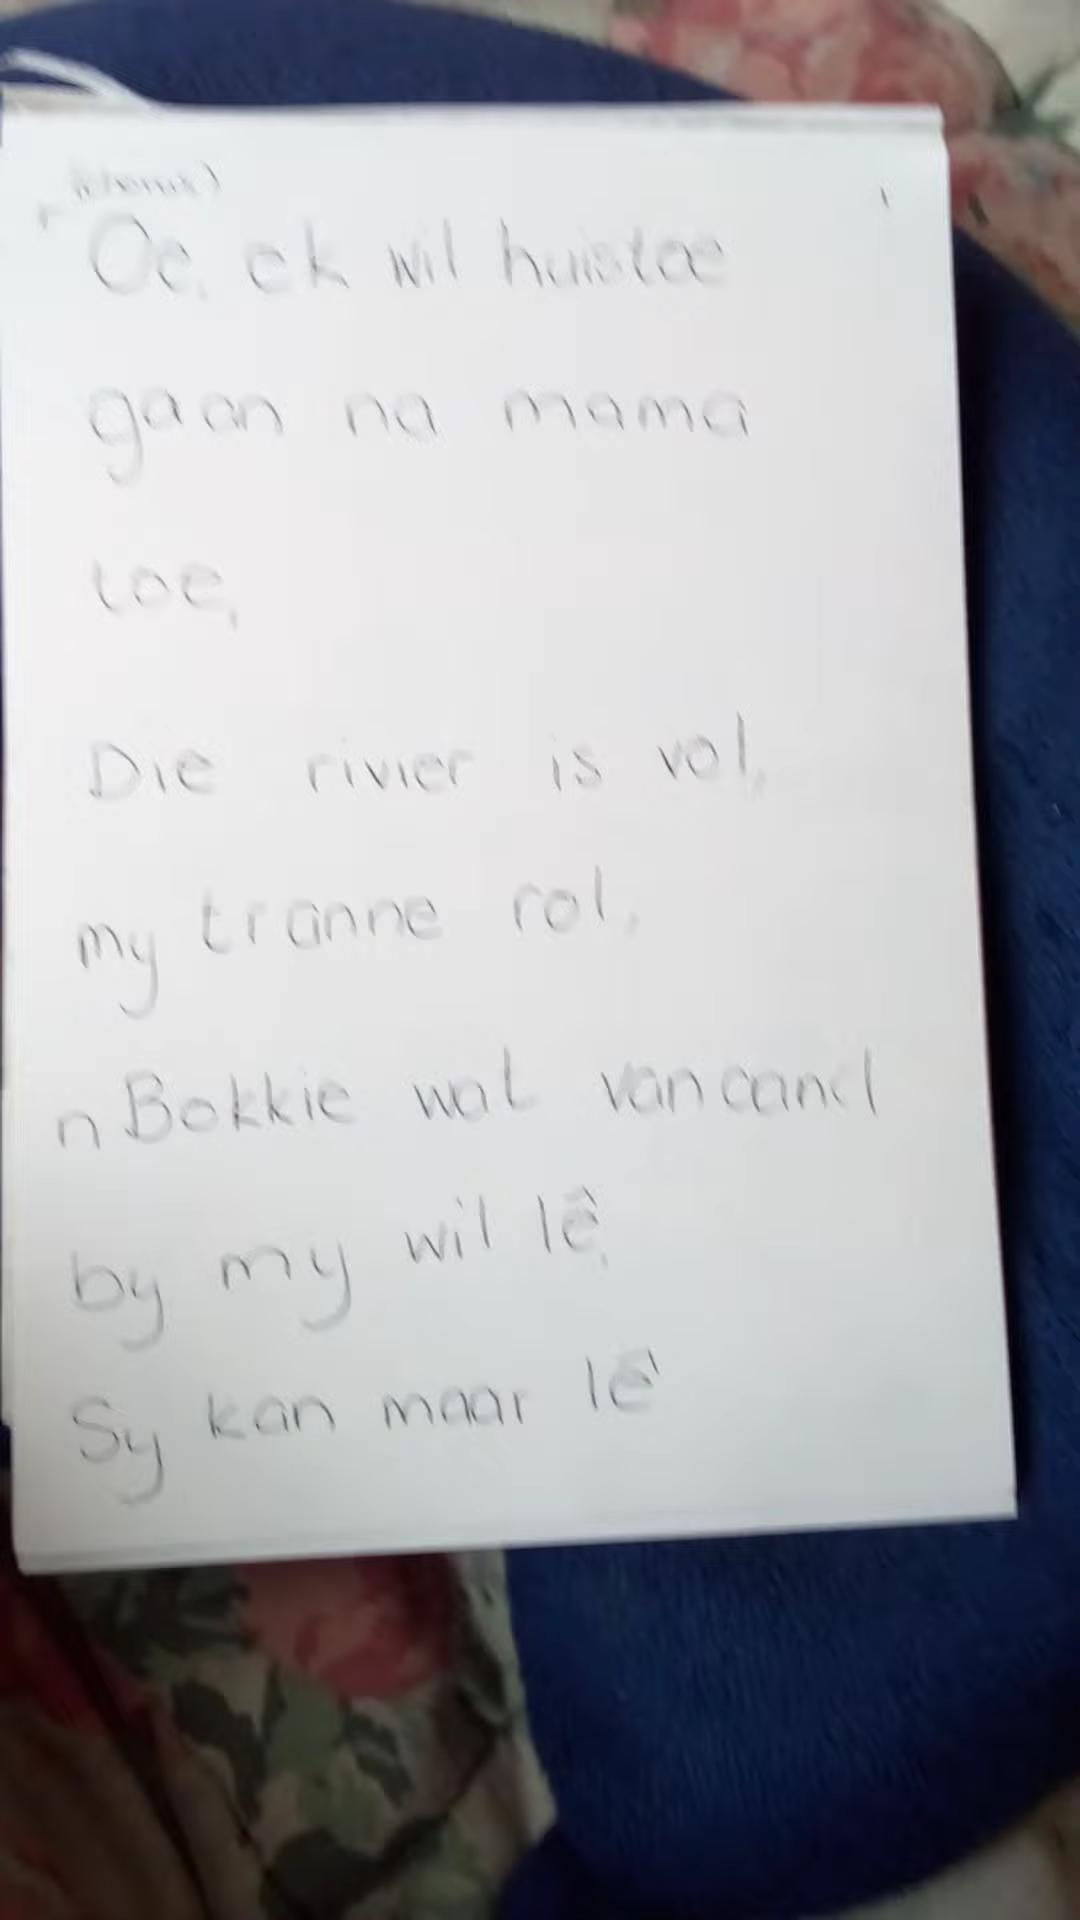 Oe, ek wil huistoe
gaan na mama
toe,
Die rivier is vol,
my tranne rol,
n Bokkie wat vanaand
by my wil lê,
Sy kan maar lê